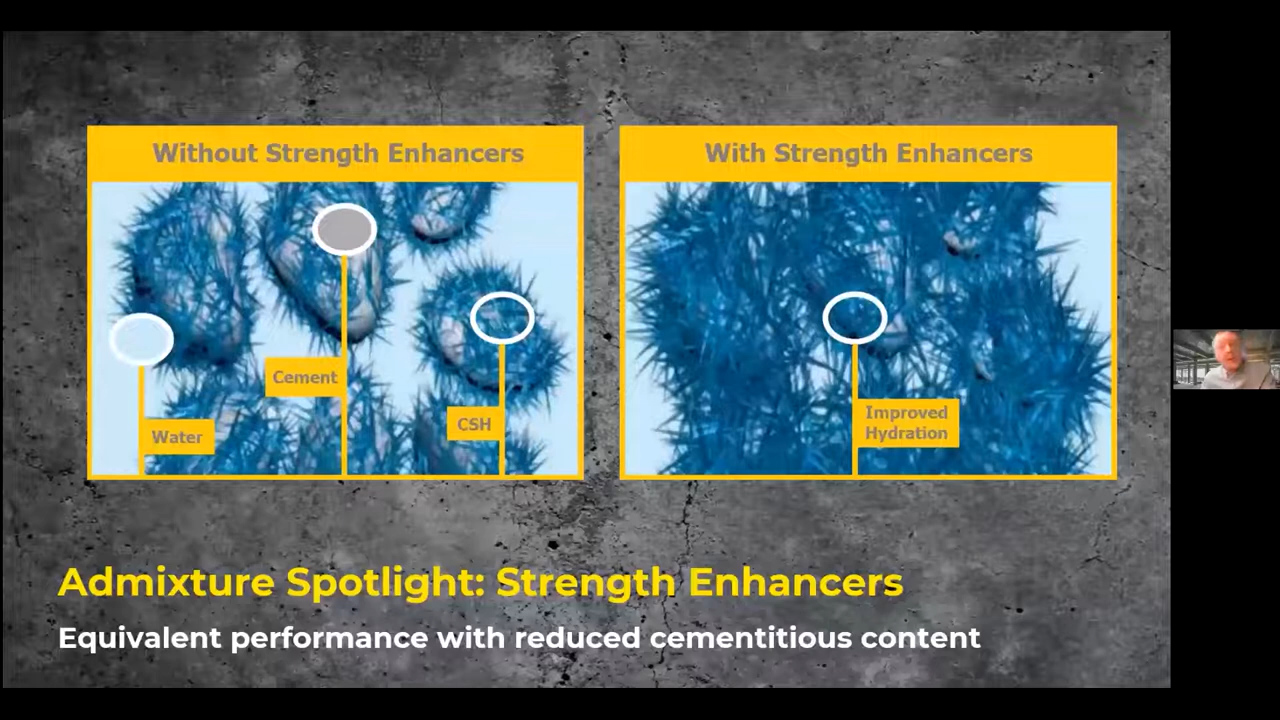 Without Strength Enhancers
Water
Cement
CSH
With Strength Enhancers
Improved
Hydration
Admixture Spotlight: Strength Enhancers
Equivalent performance with reduced cementitious content